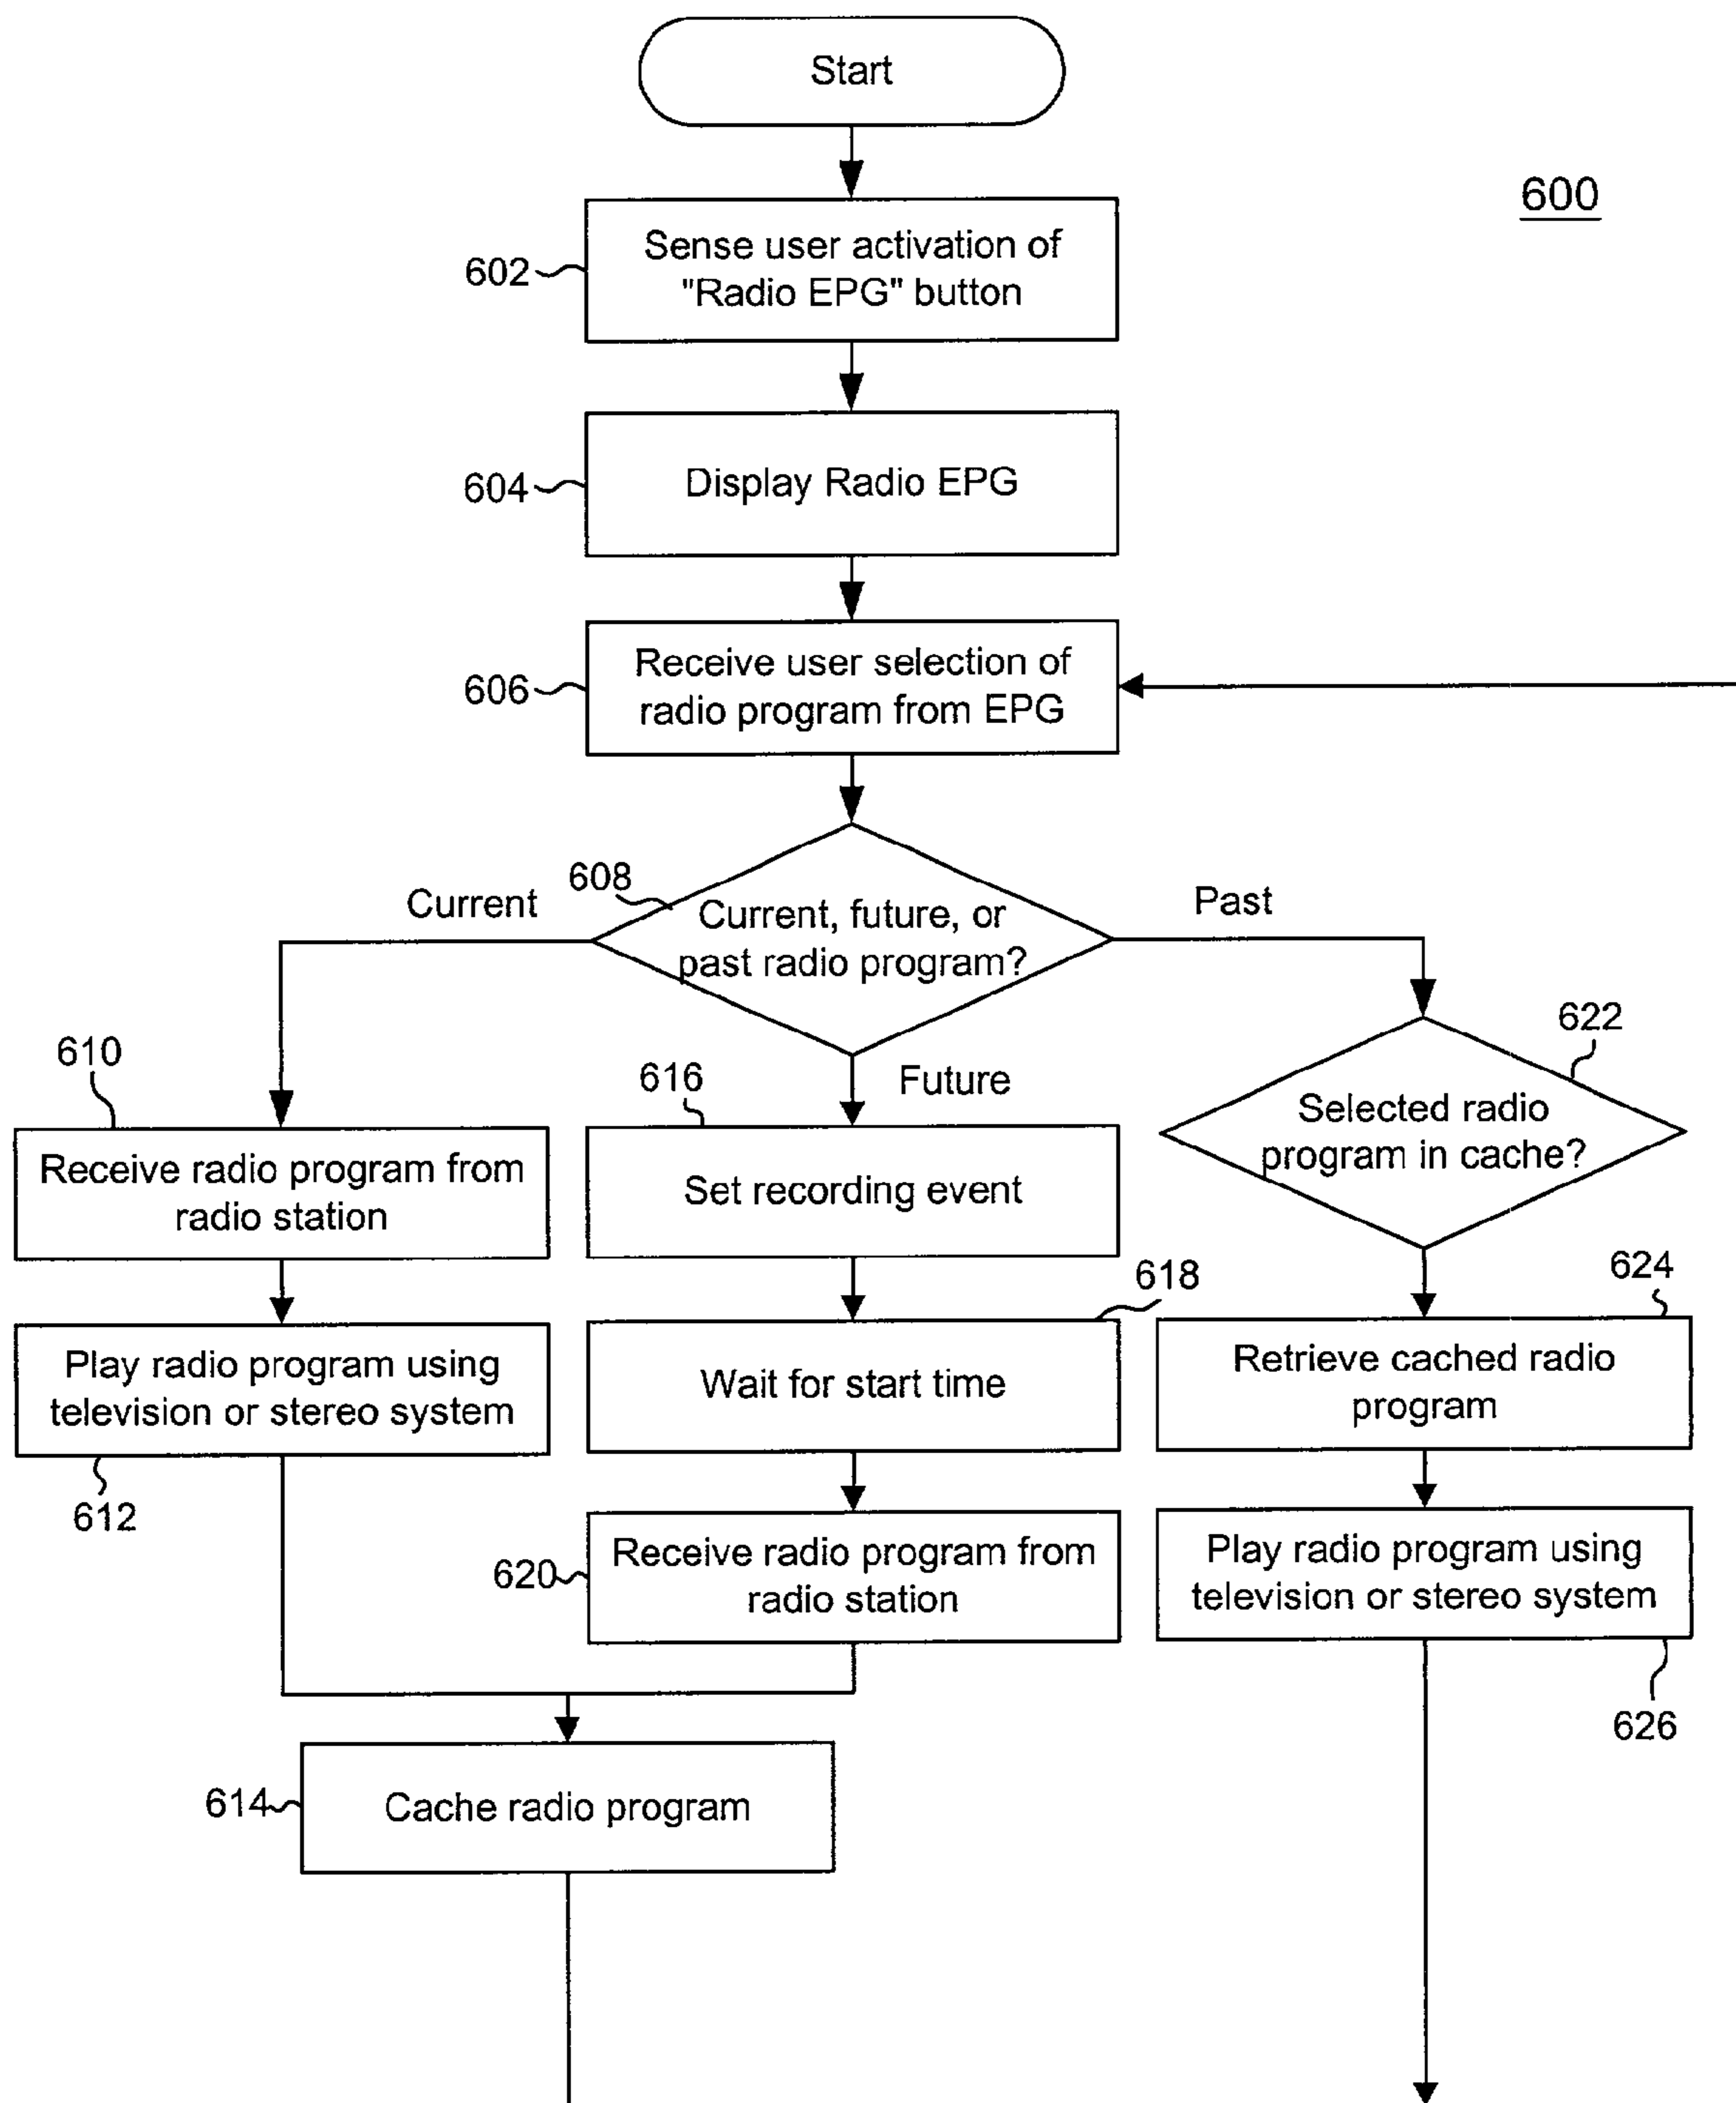 Start
600
602
Sense user activation of
"Radio EPG" button
604
Display Radio EPG
606
Receive user selection of
radio program from EPG
608
Current
Past
Current, future, or
past radio program?
610
616
Future
622
Selected radio
program in cache?
Receive radio program from
radio station
Set recording event
618
624
Play radio program using
television or stereo system
612
Wait for start time
Retrieve cached radio
program
620
Receive radio program from
radio station
Play radio program using
television or stereo system
626
614
Cache radio program